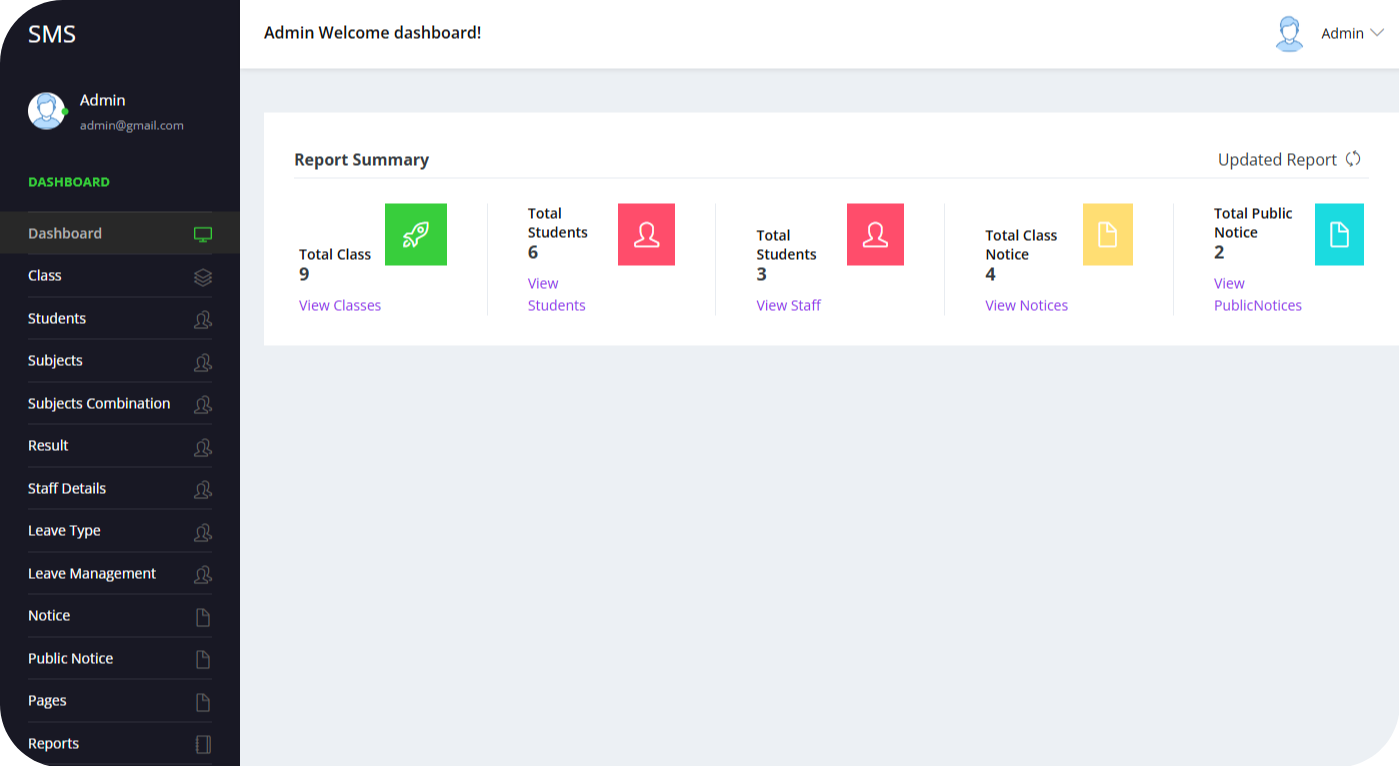 SMS
Admin
admin@gmail.com
DASHBOARD
Dashboard
Class
Students
Subjects
Subjects Combination
Result
Staff Details
Leave Type
Leave Management
Notice
Public Notice
Pages
Reports
Admin Welcome dashboard!
Admin
Report Summary
Updated Report
Total Class
9
View Classes
Total
Students
6
View
Students
Total
Students
3
View Staff
Total Class
Notice
4
View Notices
Total Public
Notice
2
View
PublicNotices